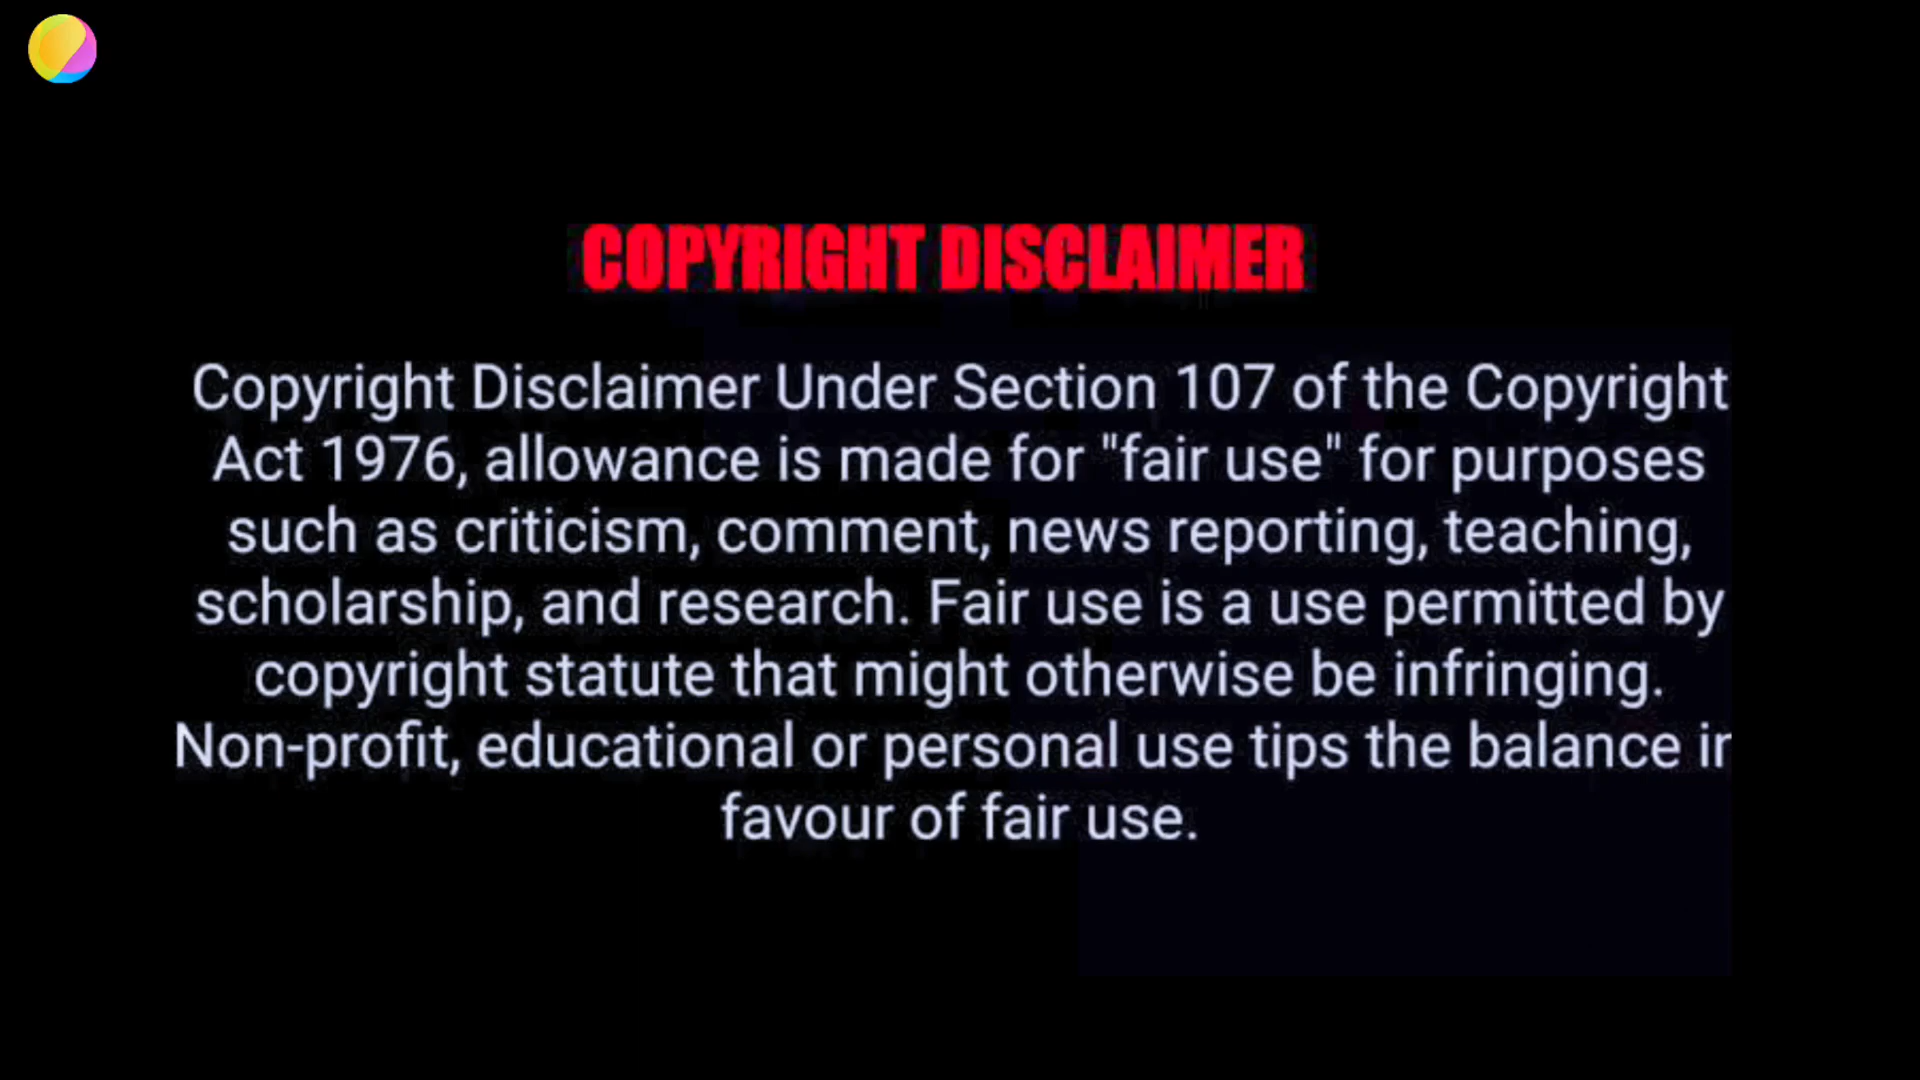 COPYRIGHT DISCLAIMER
Copyright Disclaimer Under Section 107 of the Copyright
Act 1976, allowance is made for "fair use" for purposes
such as criticism, comment, news reporting, teaching,
scholarship, and research. Fair use is a use permitted by
copyright statute that might otherwise be infringing.
Non-profit, educational or personal use tips the balance in
favour of fair use.